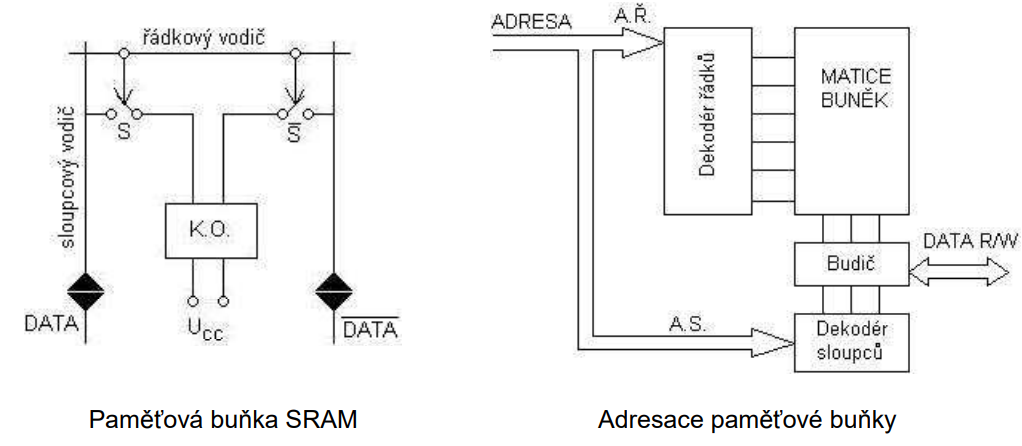 řádkový vodič
sloupcový vodič
S
S
K.O.
UCC
DATA
DATA
Paměťová buňka SRAM
ADRESA
A.Ř.
Dekodér řádků
MATICE
BUNĚK
DATA R/W
Budič
A.S.
Dekodér
sloupců
Adresace paměťové buňky